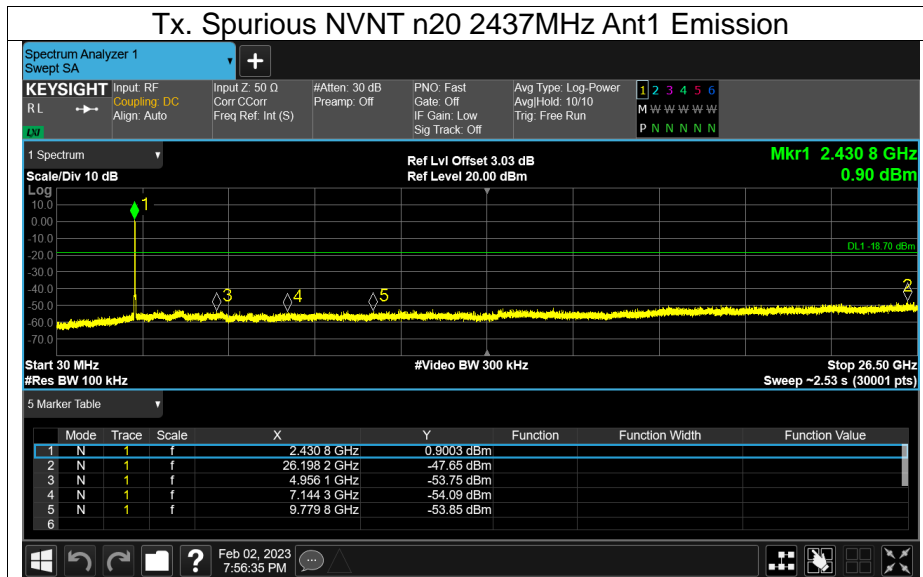 Tx. Spurious NVNT n20 2437MHz Ant1 Emission
Spectrum Analyzer 1
Swept SA
+
KEYSIGHT Input: RF Input Z: 50 Ω #Atten: 30 dB PNO: Fast Avg Type: Log-Power 1 2 3 4 5 6
R L Coupling: DC Corr CCorr Preamp: Off Gate: Off Avg|Hold: 10/10 M W W W W W
Align: Auto Freq Ref: Int (S) IF Gain: Low Trig: Free Run
LXI Sig Track: Off P N N N N N
1 Spectrum Ref Lvl Offset 3.03 dB Mkr1 2.430 8 GHz
Scale/Div 10 dB Ref Level 20.00 dBm 0.90 dBm
Log
10.0 1
0.00
-10.0
DL1 -18.70 dBm
-20.0
-30.0
-40.0 3 4 5 2
-50.0
-60.0
-70.0
Start 30 MHz #Video BW 300 kHz Stop 26.50 GHz
#Res BW 100 kHz Sweep ~2.53 s (30001 pts)
5 Marker Table
Mode Trace Scale X Y Function Function Width Function Value
1 N 1 f 2.430 8 GHz 0.9003 dBm
2 N 1 f 26.198 2 GHz -47.65 dBm
3 N 1 f 4.956 1 GHz -53.75 dBm
4 N 1 f 7.144 3 GHz -54.09 dBm
5 N 1 f 9.779 8 GHz -53.85 dBm
6
? Feb 02, 2023
7:56:35 PM